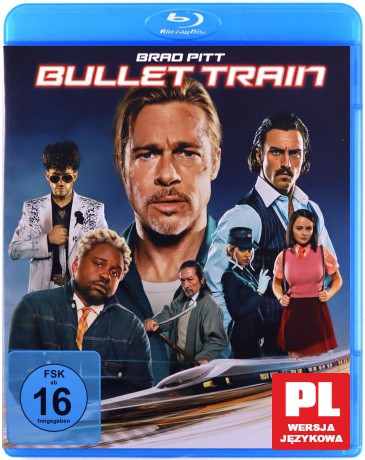 Blu-ray Disc
BRAD PITT
BULLET TRAIN
FSK
ab
16
freigegeben
PL
WERSJA
JĘZYKOWA